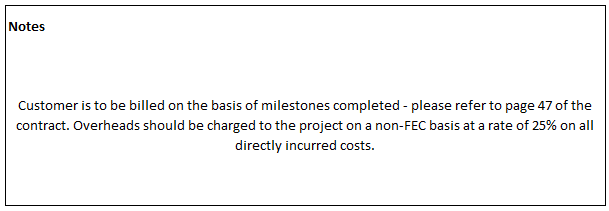 Notes
Customer is to be billed on the basis of milestones completed - please refer to page 47 of the
contract. Overheads should be charged to the project on a non-FEC basis at a rate of 25% on all
directly incurred costs.